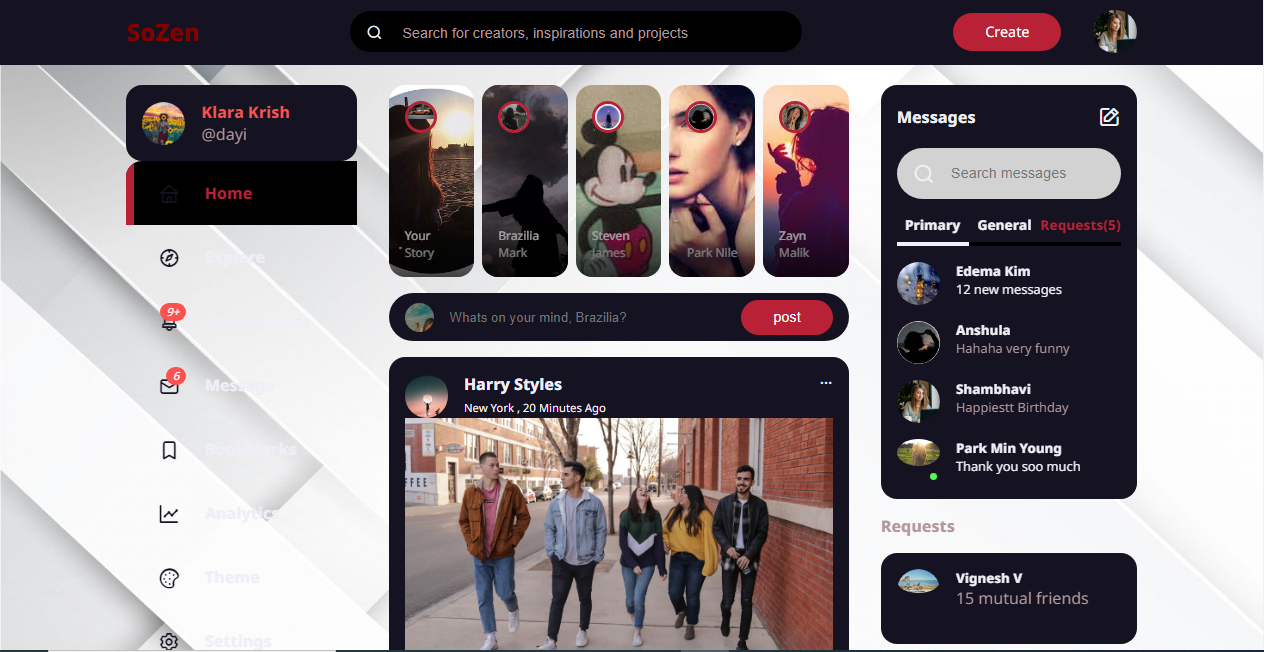 SoZen
Search for creators, inspirations and projects
Create
Klara Krish
@dayi
Home
Explore
9+
6
Message
Bookmarks
Analytics
Theme
Settings
Your
Story
Brazilia
Mark
Steven
James
Park Nile
Zayn
Malik
Whats on your mind, Brazilia?
post
Harry Styles
New York , 20 Minutes Ago
FFEE
Messages
Search messages
Primary General Requests(5)
Edema Kim
12 new messages
Anshula
Hahaha very funny
Shambhavi
Happiestt Birthday
Park Min Young
Thank you soo much
Requests
Vignesh V
15 mutual friends